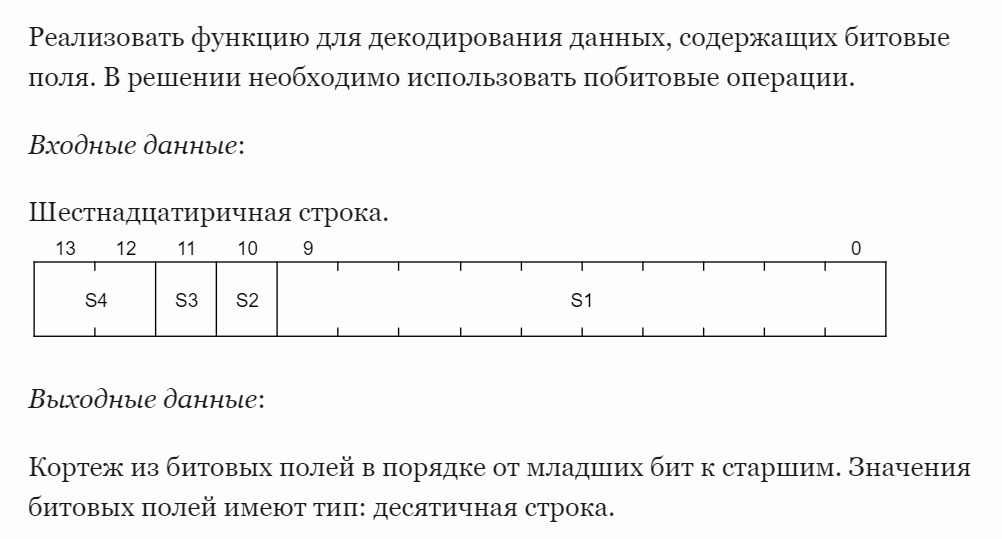 Реализовать функцию для декодирования данных, содержащих битовые
поля. В решении необходимо использовать побитовые операции.
Входные данные:
Шестнадцатиричная строка.
13 12 11 10 9 0
S4 S3 S2 S1
Выходные данные:
Кортеж из битовых полей в порядке от младших бит к старшим. Значения
битовых полей имеют тип: десятичная строка.